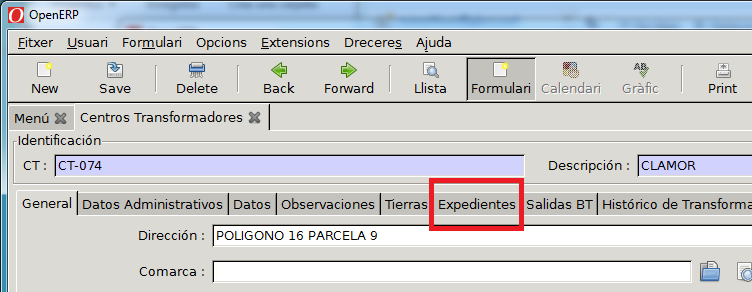 OpenERP
Fitxer Usuari Formulari Opcions Extensions Dreceres Ajuda
New Save Delete Back Forward Llista Formulari Calendari Gràfic Print
Menú Centros Transformadores
Identificación
CT : CT-074 Descripción : CLAMOR
General Datos Administrativos Datos Observaciones Tierras Expedientes Salidas BT Histórico de Transforma
Dirección : POLIGONO 16 PARCELA 9
Comarca :